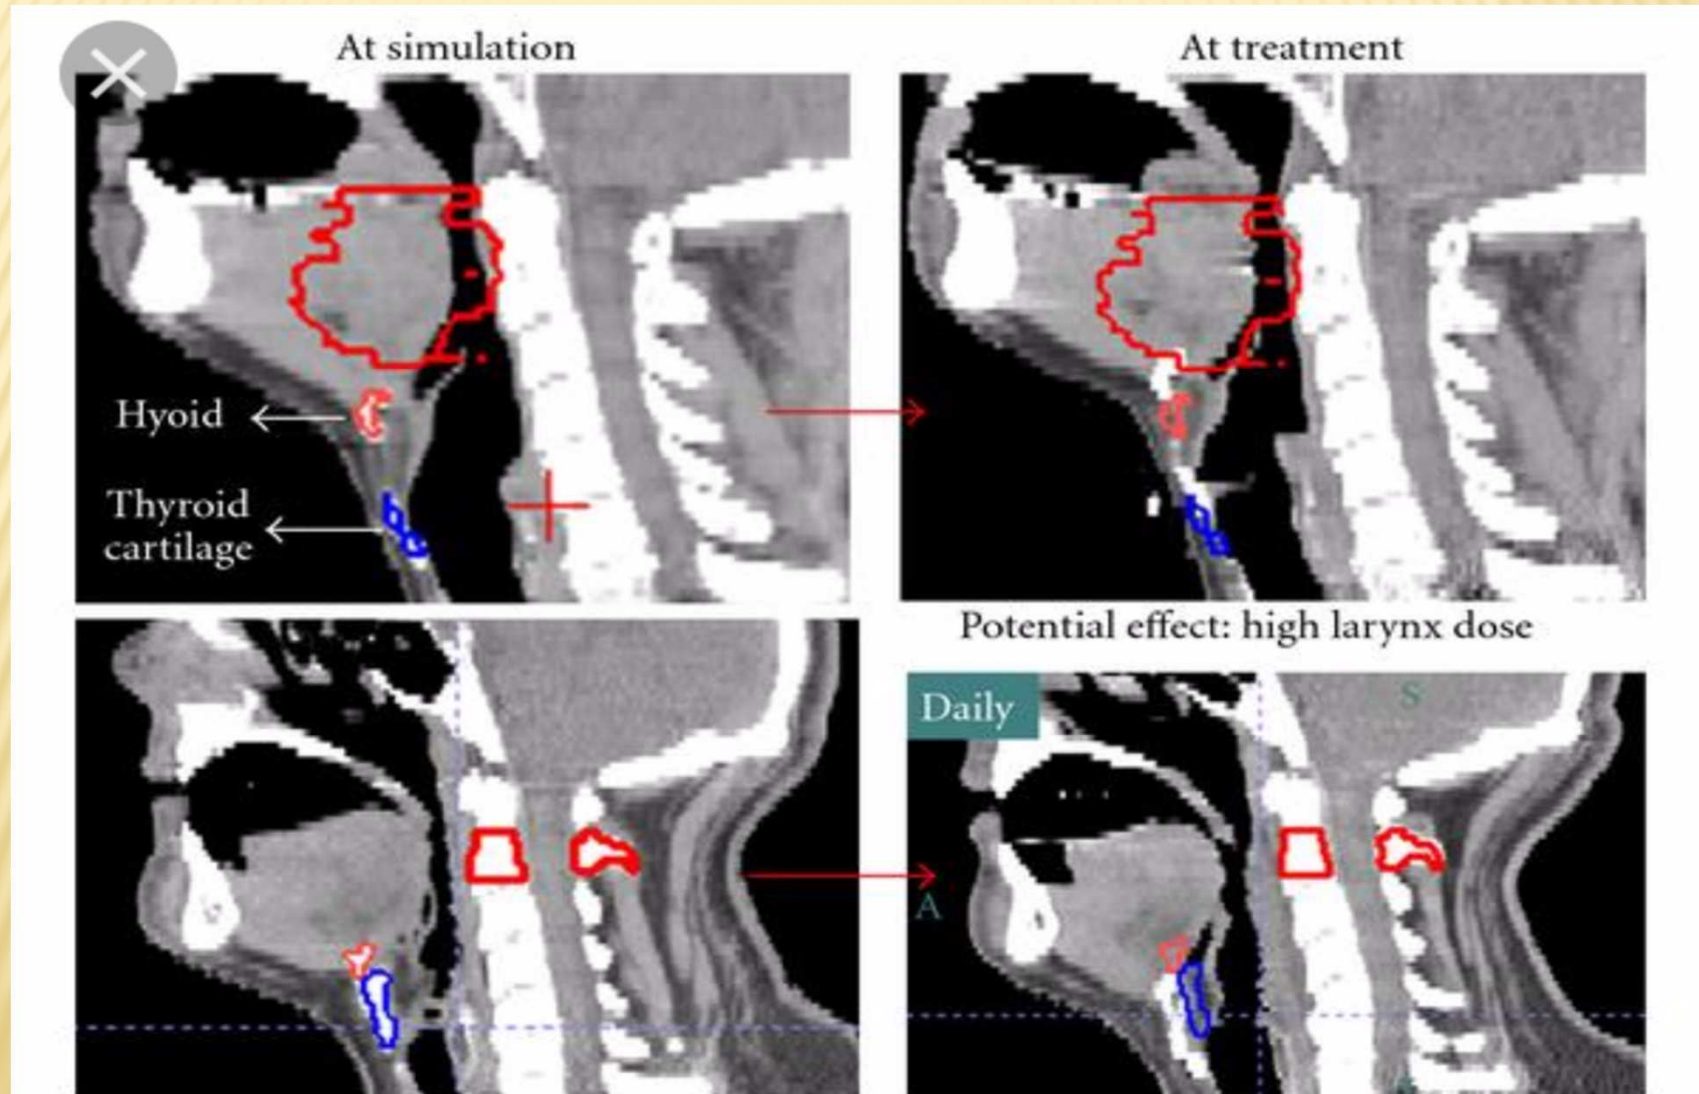 At simulation
At treatment
Hyoid
Thyroid
cartilage
Potential effect: high larynx dose
Daily
S
A